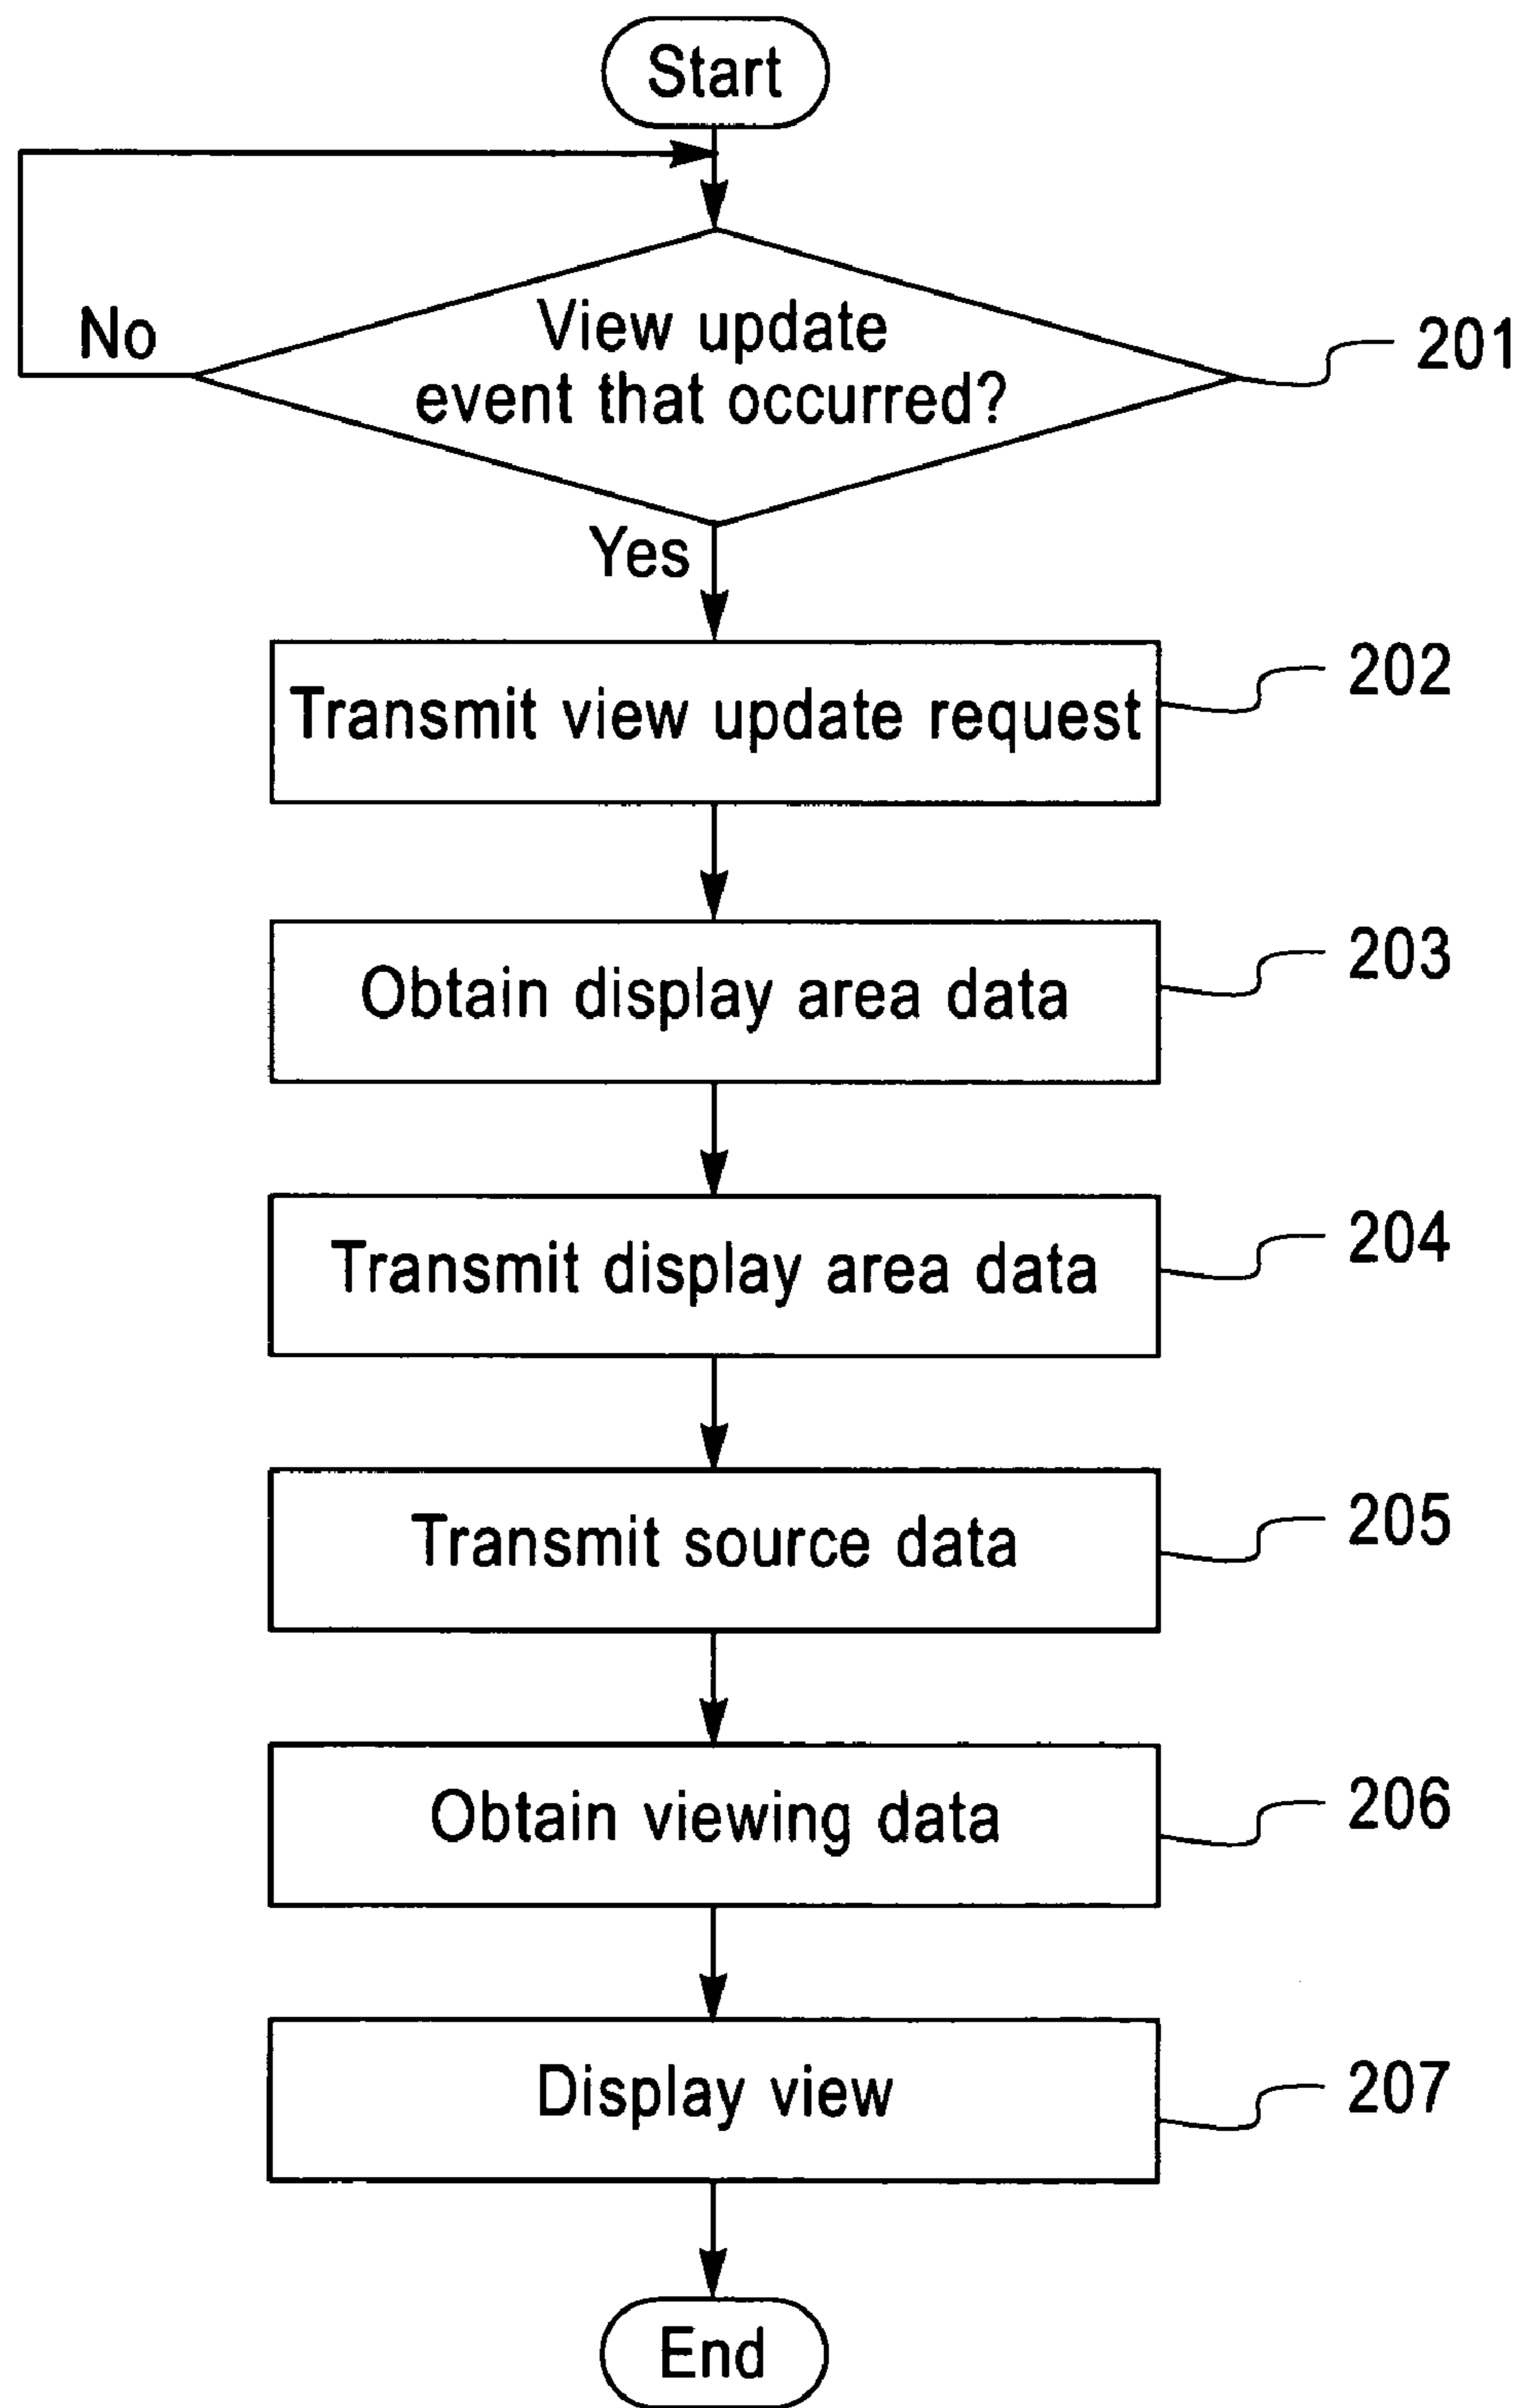 Start
No
View update
event that occurred?
201
Yes
Transmit view update request
202
Obtain display area data
203
Transmit display area data
204
Transmit source data
205
Obtain viewing data
206
Display view
207
End